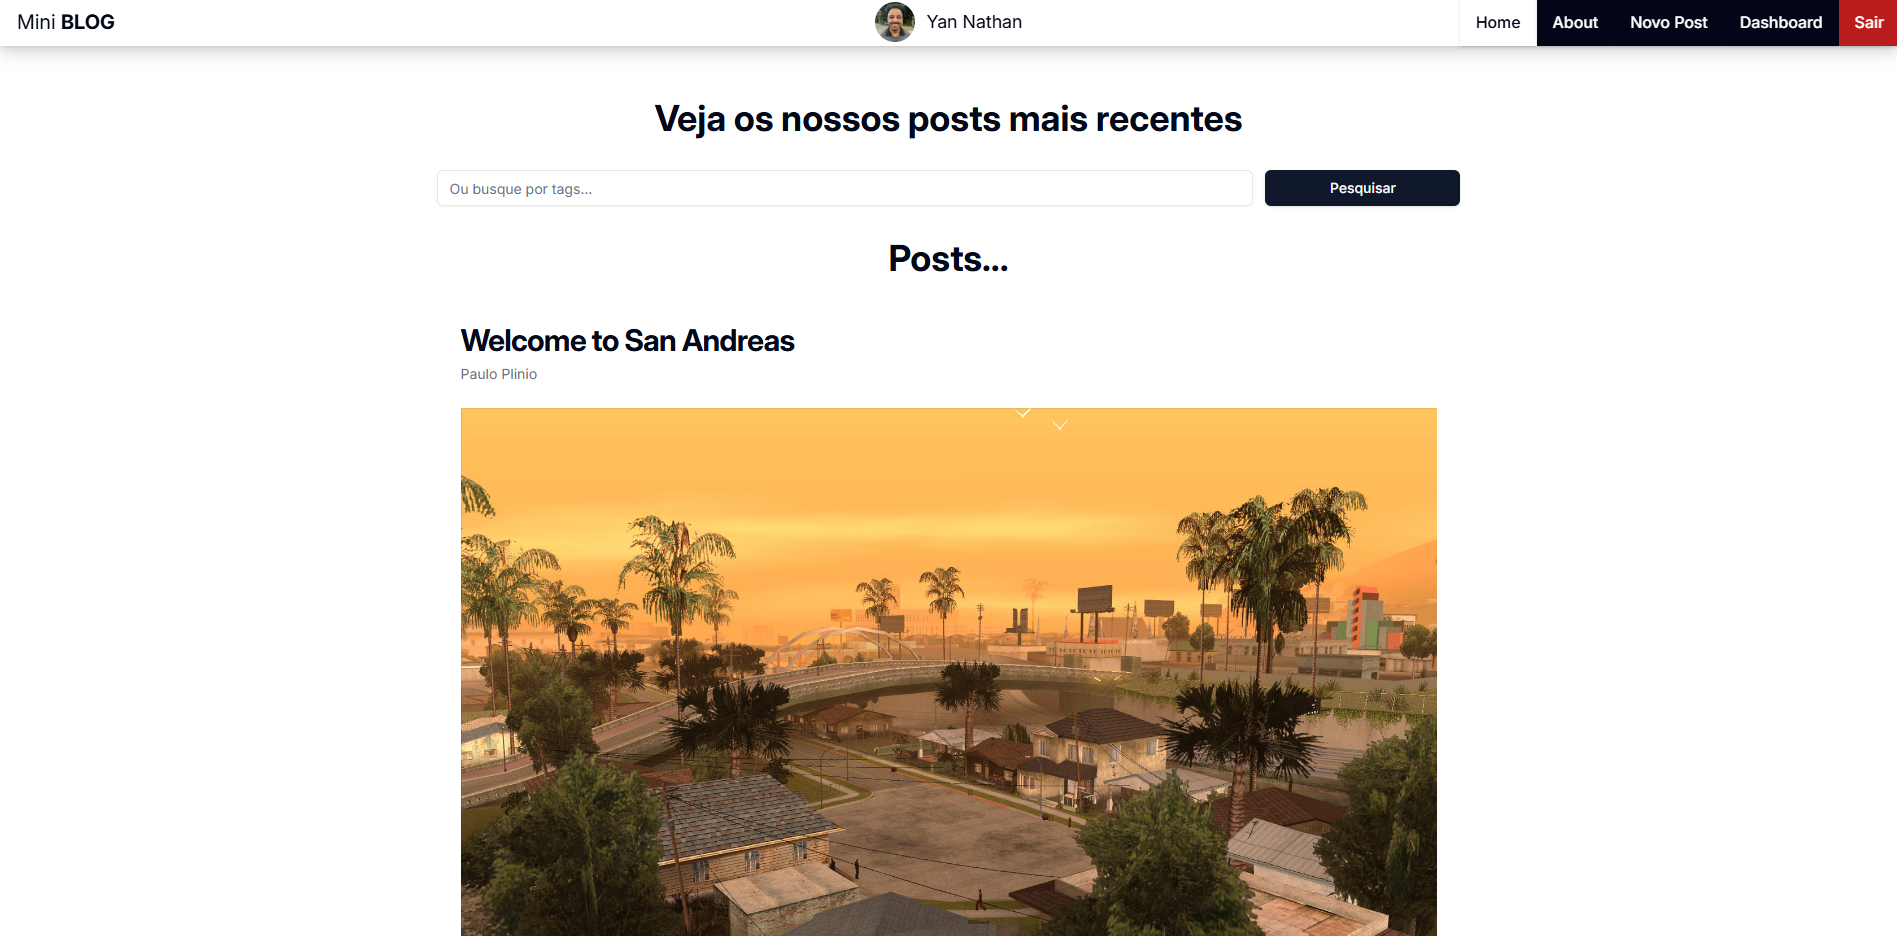 Mini BLOG
Yan Nathan
Home
About
Novo Post
Dashboard
Sair
Veja os nossos posts mais recentes
Ou busque por tags...
Pesquisar
Posts...
Welcome to San Andreas
Paulo Plinio